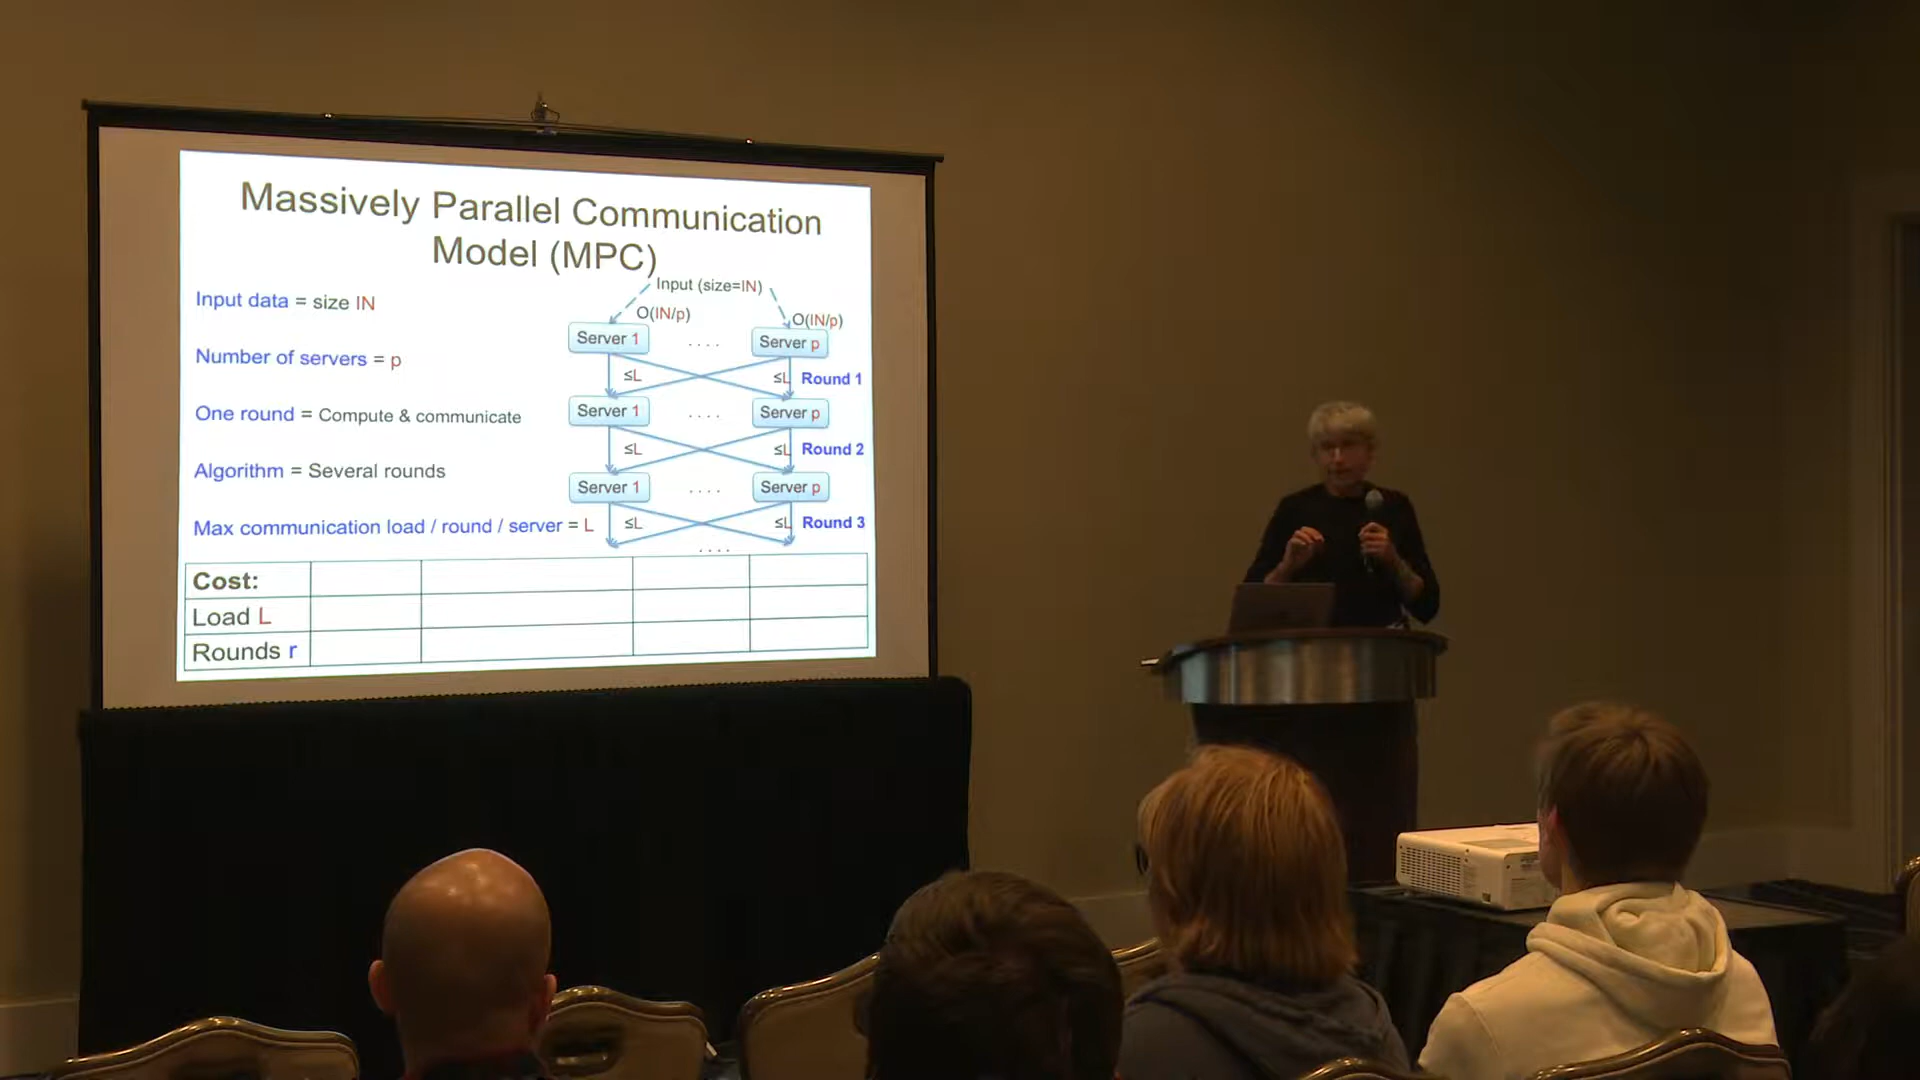 Massively Parallel Communication
Model (MPC)
Input (size=IN)
Input data = size IN
O(IN/p)
O(IN/p)
Server 1
. . . .
Server p
Number of servers = p
≤L
≤L
Round 1
One round = Compute & communicate
Server 1
. . . .
Server p
≤L
≤L
Round 2
Algorithm = Several rounds
Server 1
. . . .
Server p
Max communication load / round / server = L
≤L
≤L
Round 3
. . . .
Cost:
Load L
Rounds r